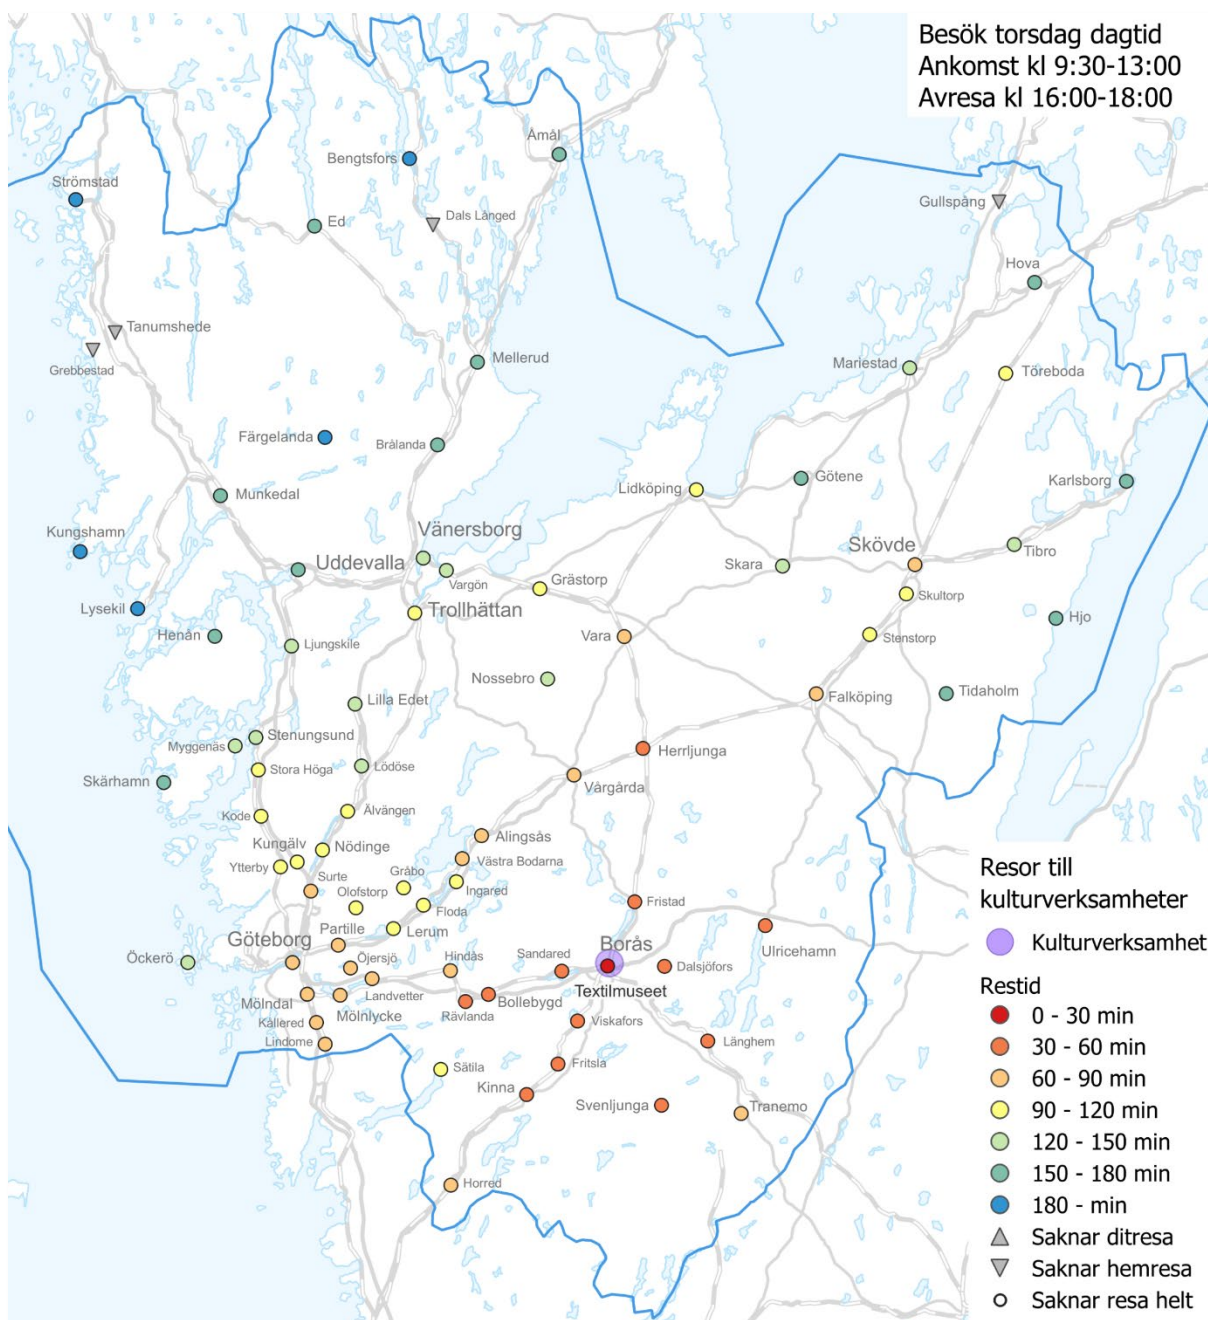 Besök torsdag dagtid
Ankomst kl 9:30-13:00
Avresa kl 16:00-18:00
Åmål
Bengtsfors
Strömstad
Ed
Dals Långed
Gullspång
Hova
Tanumshede
Grebbestad
Mellerud
Mariestad
Töreboda
Färgelanda
Brålanda
Munkedal
Lidköping
Götene
Karlsborg
Kungshamn
Vänersborg
Uddevalla
Vargön
Skövde
Tibro
Skara
Grästorp
Skultorp
Lysekil
Trollhättan
Henån
Ljungskile
Vara
Stenstorp
Hjo
Nossebro
Lilla Edet
Falköping
Tidaholm
Stenungsund
Myggenäs
Herrljunga
Stora Höga
Lödöse
Skärhamn
Vårgårda
Kode
Älvängen
Kungälv
Nödinge
Alingsås
Västra Bodarna
Ytterby
Surte
Gråbo
Olofstorp
Ingared
Floda
Fristad
Partille
Lerum
Ulricehamn
Göteborg
Öckerö
Öjersjö
Hindås
Sandared
Borås
Dalsjöfors
Landvetter
Textilmuseet
Mölndal
Mölnlycke
Rävlanda
Bollebygd
Kållered
Viskafors
Lindome
Länghem
Sätila
Fritsla
Kinna
Svenljunga
Tranemo
Horred
Resor till
kulturverksamheter
Kulturverksamhet
Restid
0 - 30 min
30 - 60 min
60 - 90 min
90 - 120 min
120 - 150 min
150 - 180 min
180 - min
Saknar ditresa
Saknar hemresa
Saknar resa helt